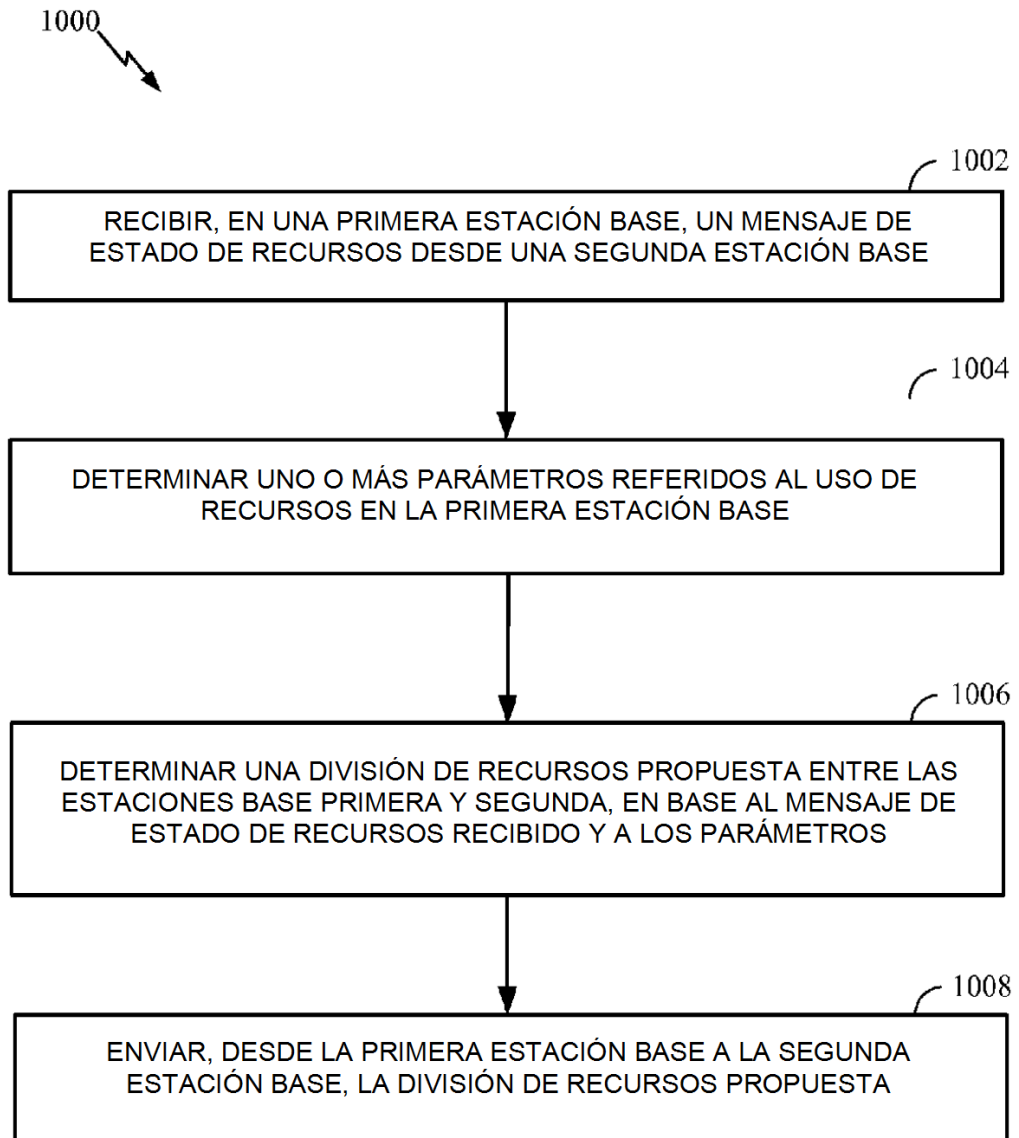 1000
1002
RECIBIR, EN UNA PRIMERA ESTACIÓN BASE, UN MENSAJE DE
ESTADO DE RECURSOS DESDE UNA SEGUNDA ESTACIÓN BASE
1004
DETERMINAR UNO O MÁS PARÁMETROS REFERIDOS AL USO DE
RECURSOS EN LA PRIMERA ESTACIÓN BASE
1006
DETERMINAR UNA DIVISIÓN DE RECURSOS PROPUESTA ENTRE LAS
ESTACIONES BASE PRIMERA Y SEGUNDA, EN BASE AL MENSAJE DE
ESTADO DE RECURSOS RECIBIDO Y A LOS PARÁMETROS
1008
ENVIAR, DESDE LA PRIMERA ESTACIÓN BASE A LA SEGUNDA
ESTACIÓN BASE, LA DIVISIÓN DE RECURSOS PROPUESTA